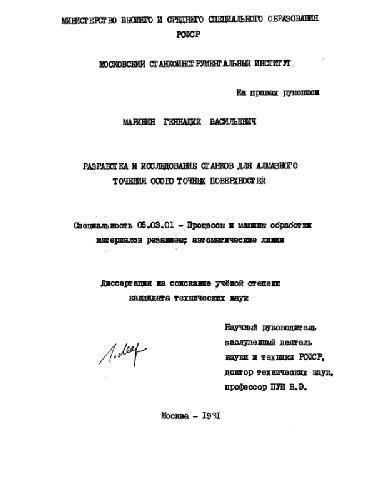 МИНИСТЕРСТВО ВЫСШЕГО И СРЕДНЕГО СПЕЦИАЛЬНОГО ОБРАЗОВАНИЯ
РСФСР
МОСКОВСКИЙ СТАНКОИНСТРУМЕНТАЛЬНЫЙ ИНСТИТУТ
На правах рукописи
МАРИНИН ГЕННАДИЙ ВАСИЛЬЕВИЧ
РАЗРАБОТКА И ИССЛЕДОВАНИЕ СТАНКОВ ДЛЯ АЛМАЗНОГО
ТОЧЕНИЯ ОСОБО ТОЧНЫХ ПОВЕРХНОСТЕЙ
Специальность 05.03.01 - Процессы и машины обработки
материалов резанием; автоматические линии
Диссертация на соискание учёной степени
кандидата технических наук
Научный руководитель
заслуженный деятель
науки и техники РСФСР,
доктор технических наук,
профессор ПУШ В.Э.
Москва - 1981